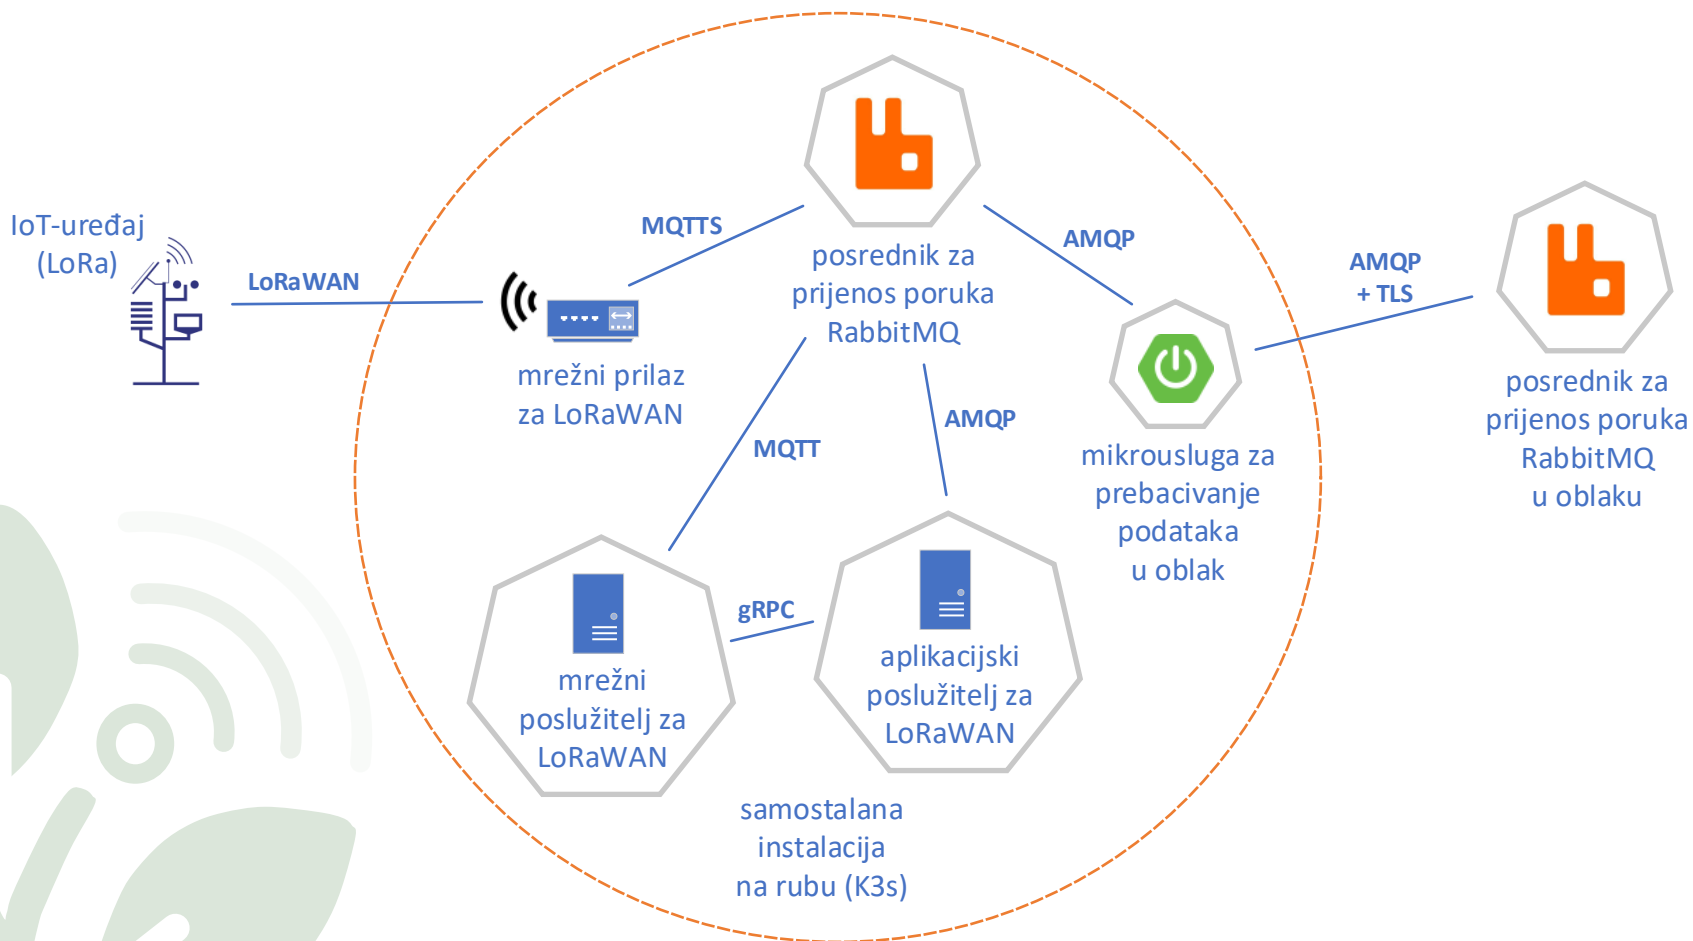 IoT-uređaj
(LoRa)
LoRaWAN
MQTTS
mrežni prilaz
za LoRaWAN
posrednik za
prijenos poruka
RabbitMQ
AMQP
AMQP
+ TLS
posrednik za
prijenos poruka
RabbitMQ
u oblaku
mikrousluga za
prebacivanje
podataka
u oblak
MQTT
AMQP
gRPC
mrežni
poslužitelj za
LoRaWAN
aplikacijski
poslužitelj za
LoRaWAN
samostalana
instalacija
na rubu (K3s)